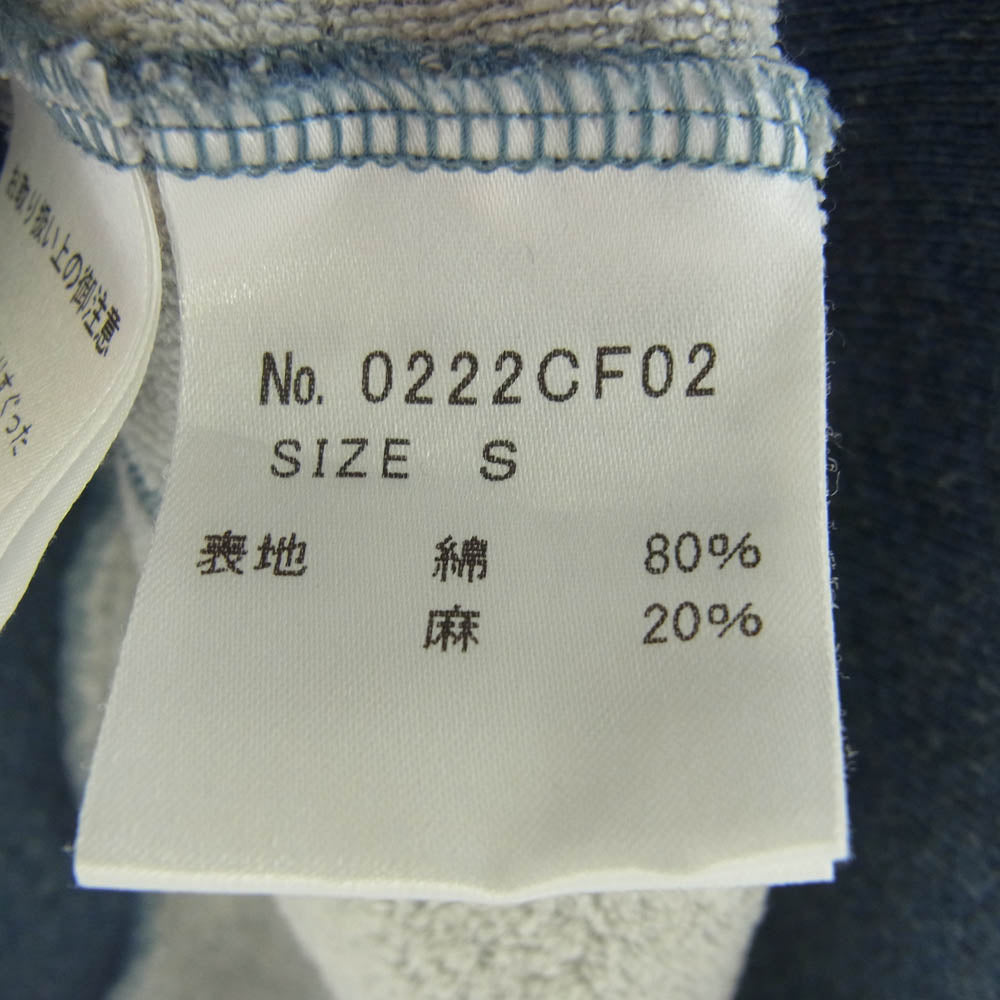 お取り扱い上の御注意
No. 0222CF02
SIZE S
表地 綿 80%
麻 20%